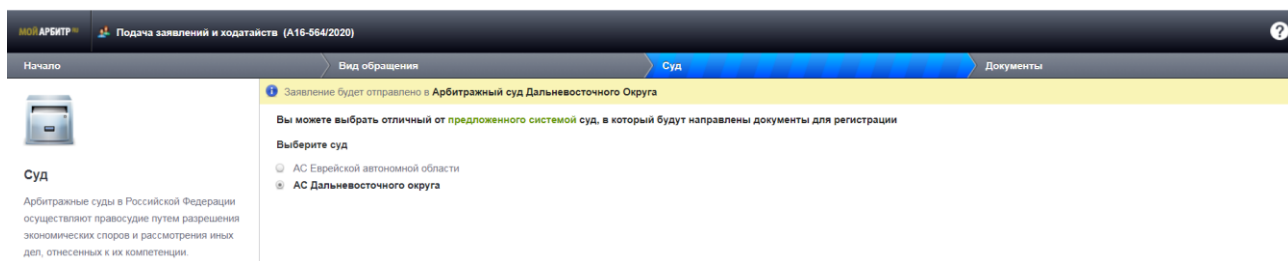 МОЙ АРБИТР RU Подача заявлений и ходатайств (А16-564/2020) ?
Начало Вид обращения Суд Документы
Заявление будет отправлено в Арбитражный суд Дальневосточного Округа
Вы можете выбрать отличный от предложенного системой суд, в который будут направлены документы для регистрации
Выберите суд
АС Еврейской автономной области
АС Дальневосточного округа
Суд
Арбитражные суды в Российской Федерации
осуществляют правосудие путем разрешения
экономических споров и рассмотрения иных
дел, отнесенных к их компетенции.